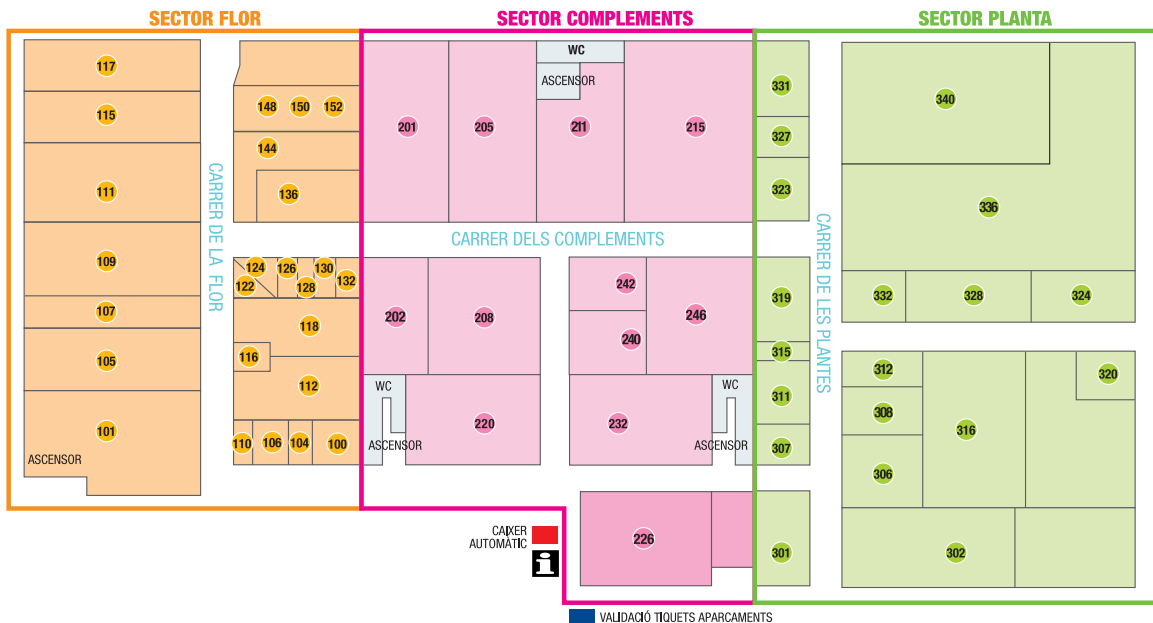 SECTOR FLOR
SECTOR COMPLEMENTS
SECTOR PLANTA
117
115
111
109
107
105
101
ASCENSOR
CARRER DE LA FLOR
148 150 152
144
136
124 126 130
122 128 132
118
116
112
110 106 104 100
201
205
WC
ASCENSOR
211
215
CARRER DELS COMPLEMENTS
202
208
242
246
240
WC
ASCENSOR
220
232
WC
ASCENSOR
226
CAIXER
AUTOMÀTIC
i
VALIDACIÓ TIQUETS APARCAMENTS
331
327
323
319
315
311
307
301
CARRER DE LES PLANTES
340
336
332 328 324
312
320
308
316
306
302